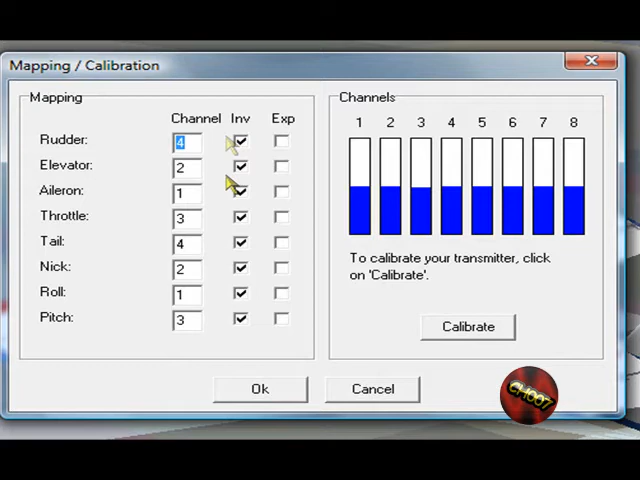 Mapping / Calibration
Mapping
Channel Inv Exp
Rudder: 4
Elevator: 2
Aileron: 1
Throttle: 3
Tail: 4
Nick: 2
Roll: 1
Pitch: 3
Channels
1 2 3 4 5 6 7 8
To calibrate your transmitter, click
on 'Calibrate'.
Calibrate
Ok
Cancel
CH007